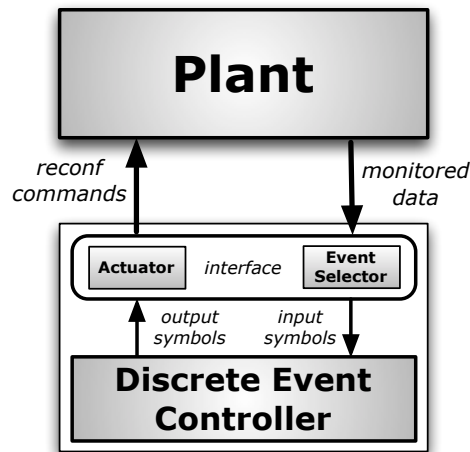 Plant
reconf
commands
monitored
data
Actuator
interface
Event
Selector
output
symbols
input
symbols
Discrete Event
Controller